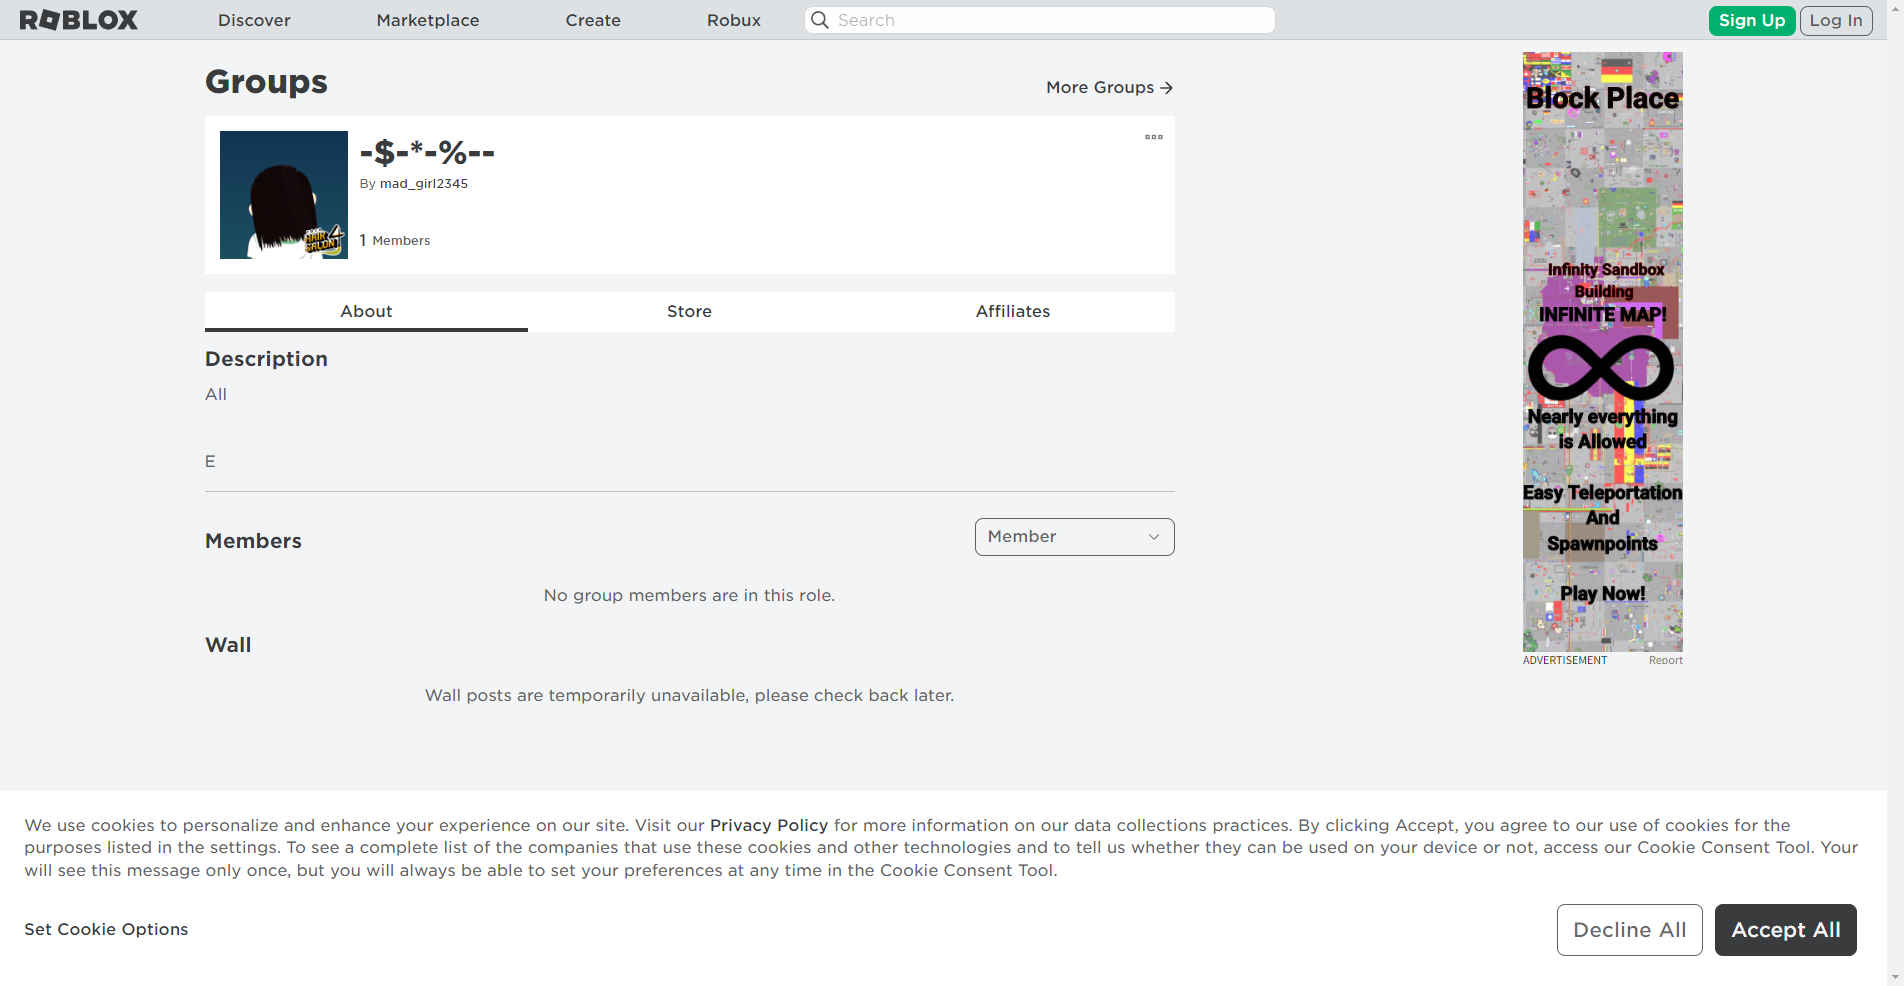 ROBLOX
Discover
Marketplace
Create
Robux
Search
Sign Up
Log In
Groups
More Groups →
-$-*-%--
By mad_girl2345
1 Members
HAIR
SALON 4
About
Store
Affiliates
Description
All
E
Members
Member
No group members are in this role.
Wall
Wall posts are temporarily unavailable, please check back later.
Block Place
Infinity Sandbox
Building
INFINITE MAP!
Nearly everything
is Allowed
Easy Teleportation
And
Spawnpoints
Play Now!
ADVERTISEMENT
Report
We use cookies to personalize and enhance your experience on our site. Visit our Privacy Policy for more information on our data collections practices. By clicking Accept, you agree to our use of cookies for the
purposes listed in the settings. To see a complete list of the companies that use these cookies and other technologies and to tell us whether they can be used on your device or not, access our Cookie Consent Tool. Your
will see this message only once, but you will always be able to set your preferences at any time in the Cookie Consent Tool.
Set Cookie Options
Decline All
Accept All